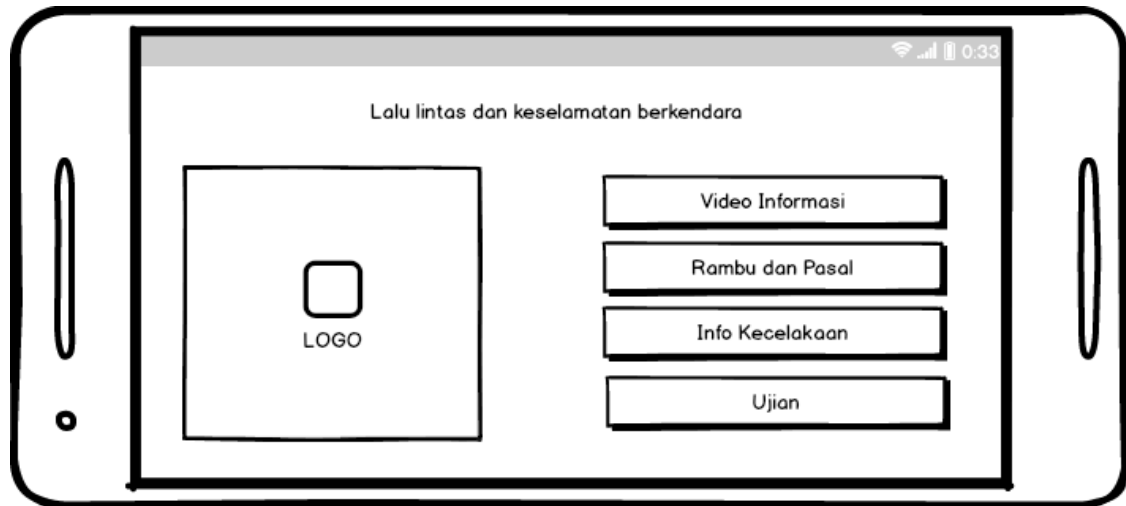 0:33
Lalu lintas dan keselamatan berkendara
LOGO
Video Informasi
Rambu dan Pasal
Info Kecelakaan
Ujian